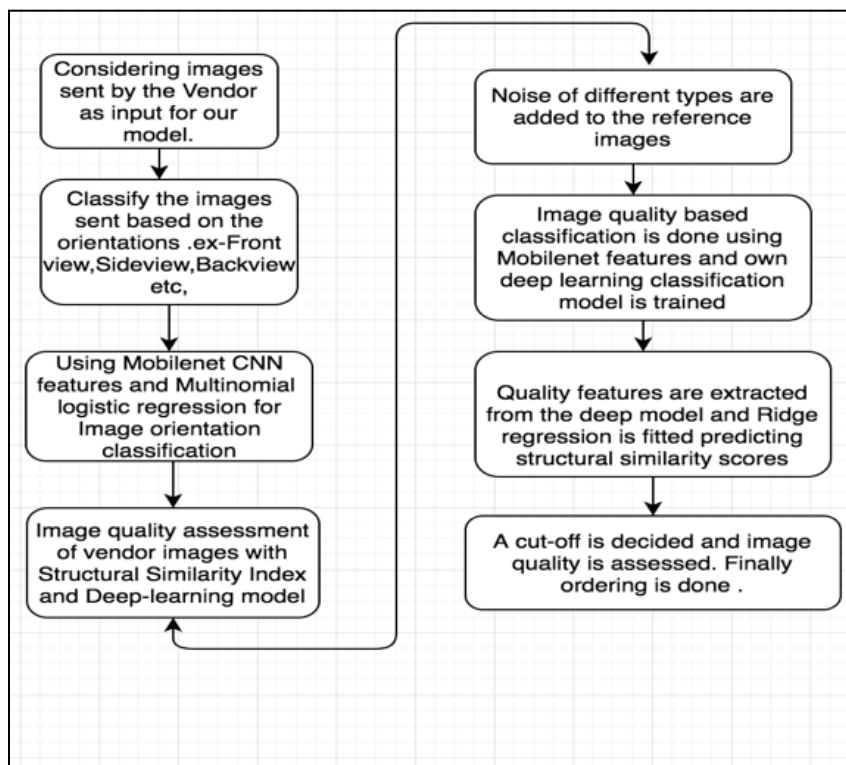 Considering images
sent by the Vendor
as input for our
model.
Classify the images
sent based on the
orientations .ex-Front
view,Sideview,Backview
etc,
Using Mobilenet CNN
features and Multinomial
logistic regression for
Image orientation
classification
Image quality assessment
of vendor images with
Structural Similarity Index
and Deep-learning model
Noise of different types are
added to the reference
images
Image quality based
classification is done using
Mobilenet features and own
deep learning classification
model is trained
Quality features are extracted
from the deep model and Ridge
regression is fitted predicting
structural similarity scores
A cut-off is decided and image
quality is assessed. Finally
ordering is done .